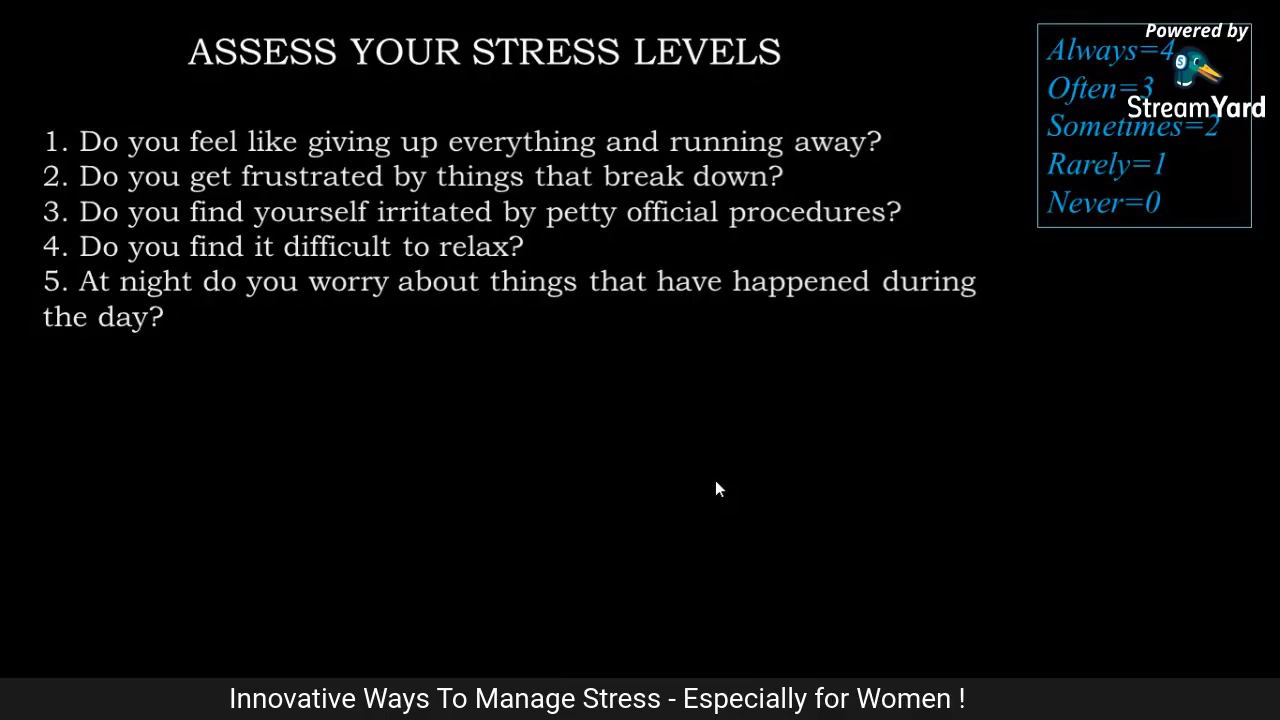 ASSESS YOUR STRESS LEVELS
1. Do you feel like giving up everything and running away?
2. Do you get frustrated by things that break down?
3. Do you find yourself irritated by petty official procedures?
4. Do you find it difficult to relax?
5. At night do you worry about things that have happened during
the day?
Powered by
StreamYard
Always=4
Often=3
Sometimes=2
Rarely=1
Never=0
Innovative Ways To Manage Stress - Especially for Women !